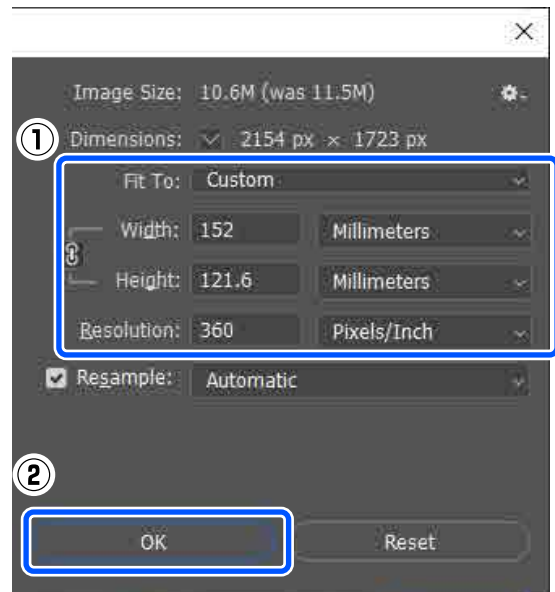 Image Size: 10.6M (was 11.5M)
① Dimensions: 2154 px × 1723 px
Fit To: Custom
Width: 152 Millimeters
Height: 121.6 Millimeters
Resolution: 360 Pixels/Inch
Resample: Automatic
②
OK Reset